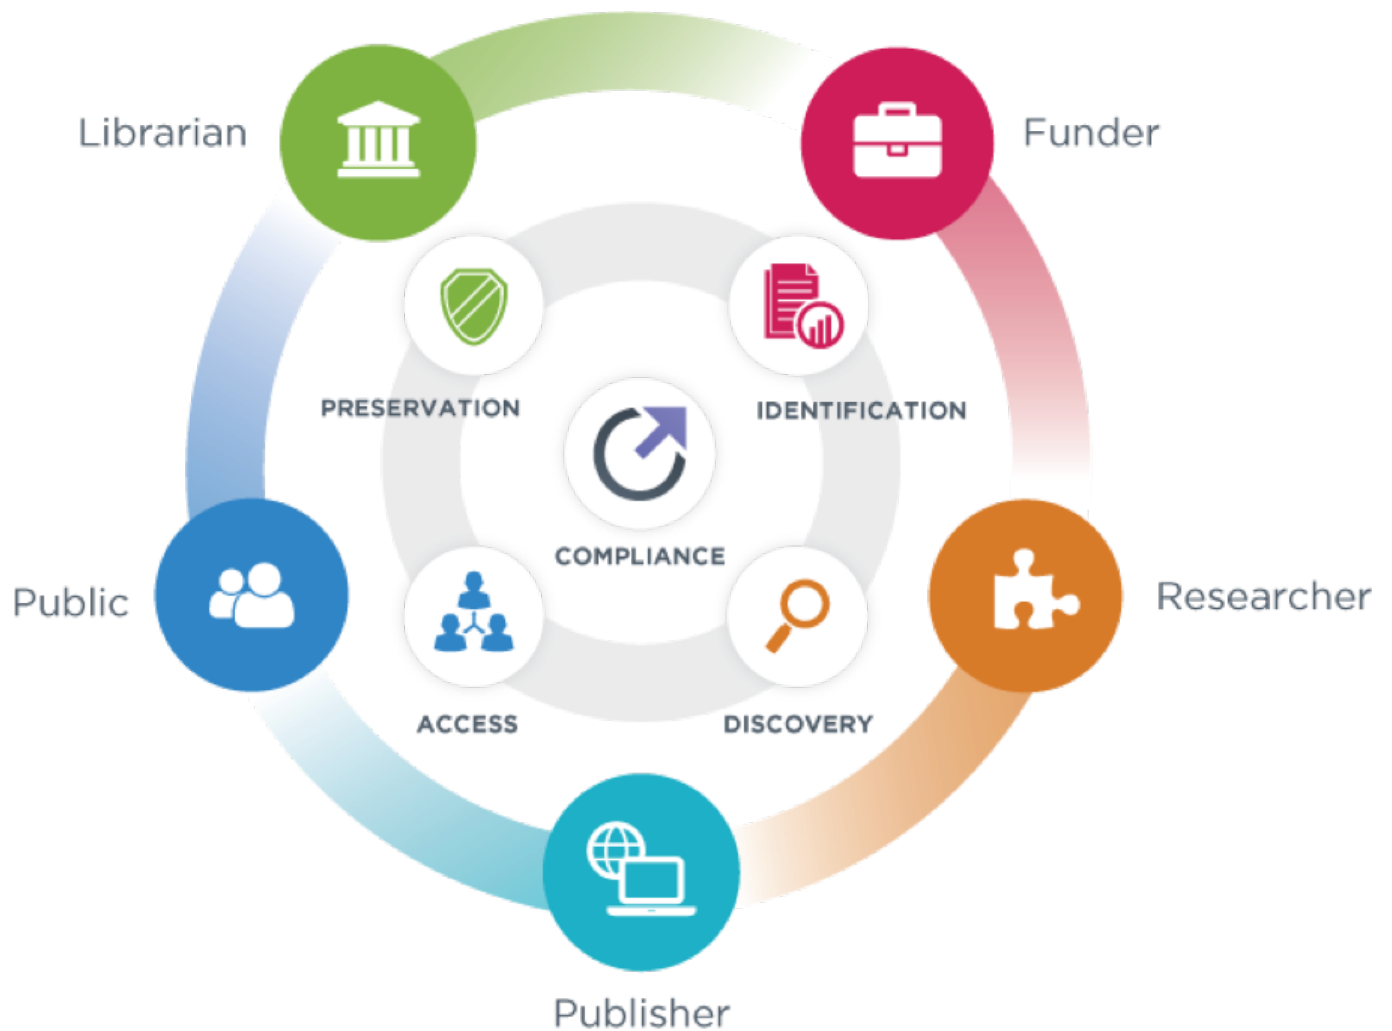 Librarian
Funder
PRESERVATION
IDENTIFICATION
COMPLIANCE
Public
Researcher
ACCESS
DISCOVERY
Publisher